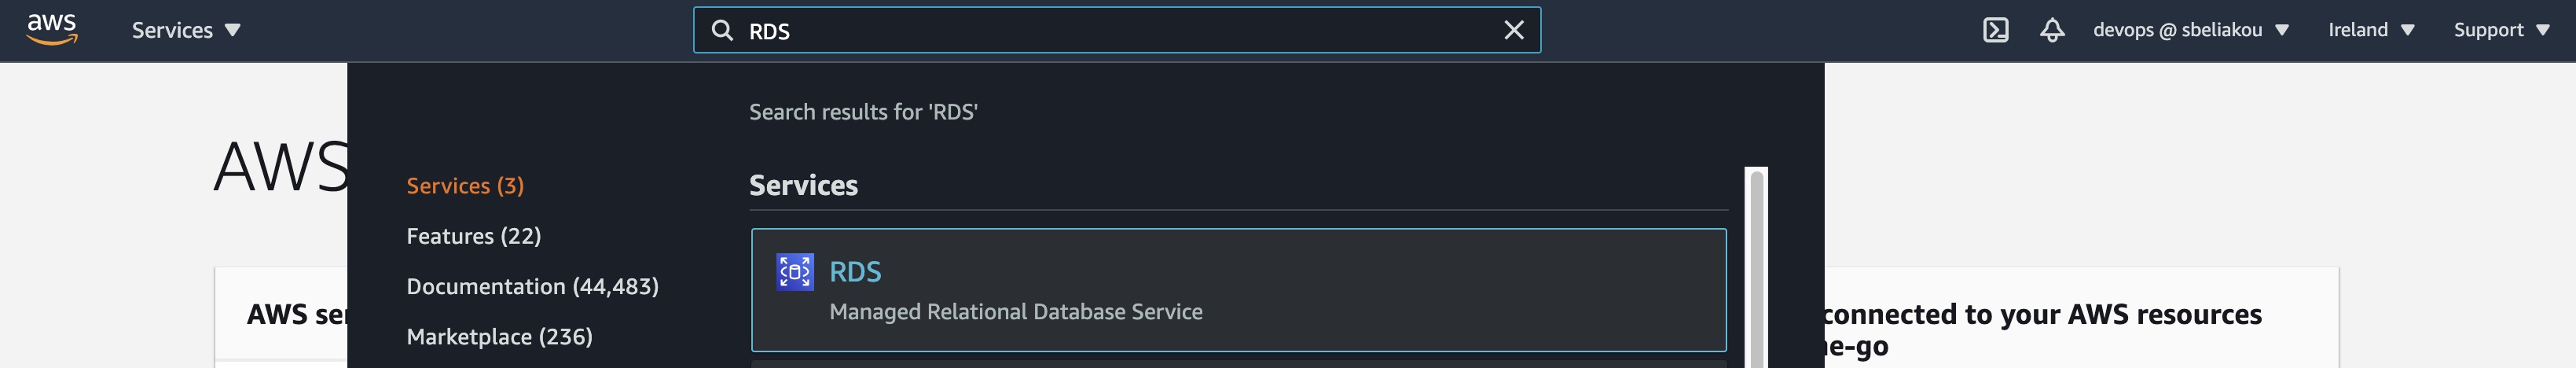 aws
Services ▼
RDS
devops @ sbeliakou ▼
Ireland ▼
Support ▼
Search results for 'RDS'
AWS
Services (3)
Features (22)
Documentation (44,483)
Marketplace (236)
Services
RDS
Managed Relational Database Service
AWS
connected to your AWS resources
e-go